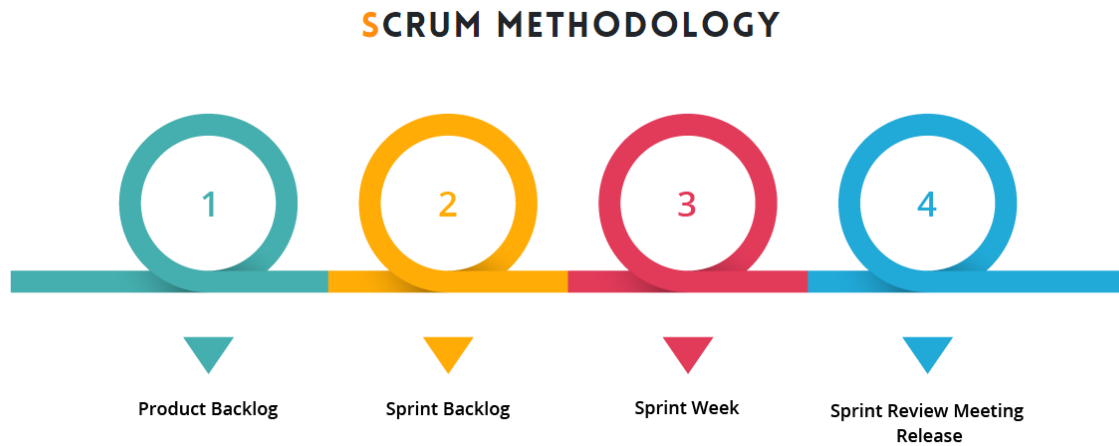 SCRUM METHODOLOGY
1
2
3
4
Product Backlog
Sprint Backlog
Sprint Week
Sprint Review Meeting
Release